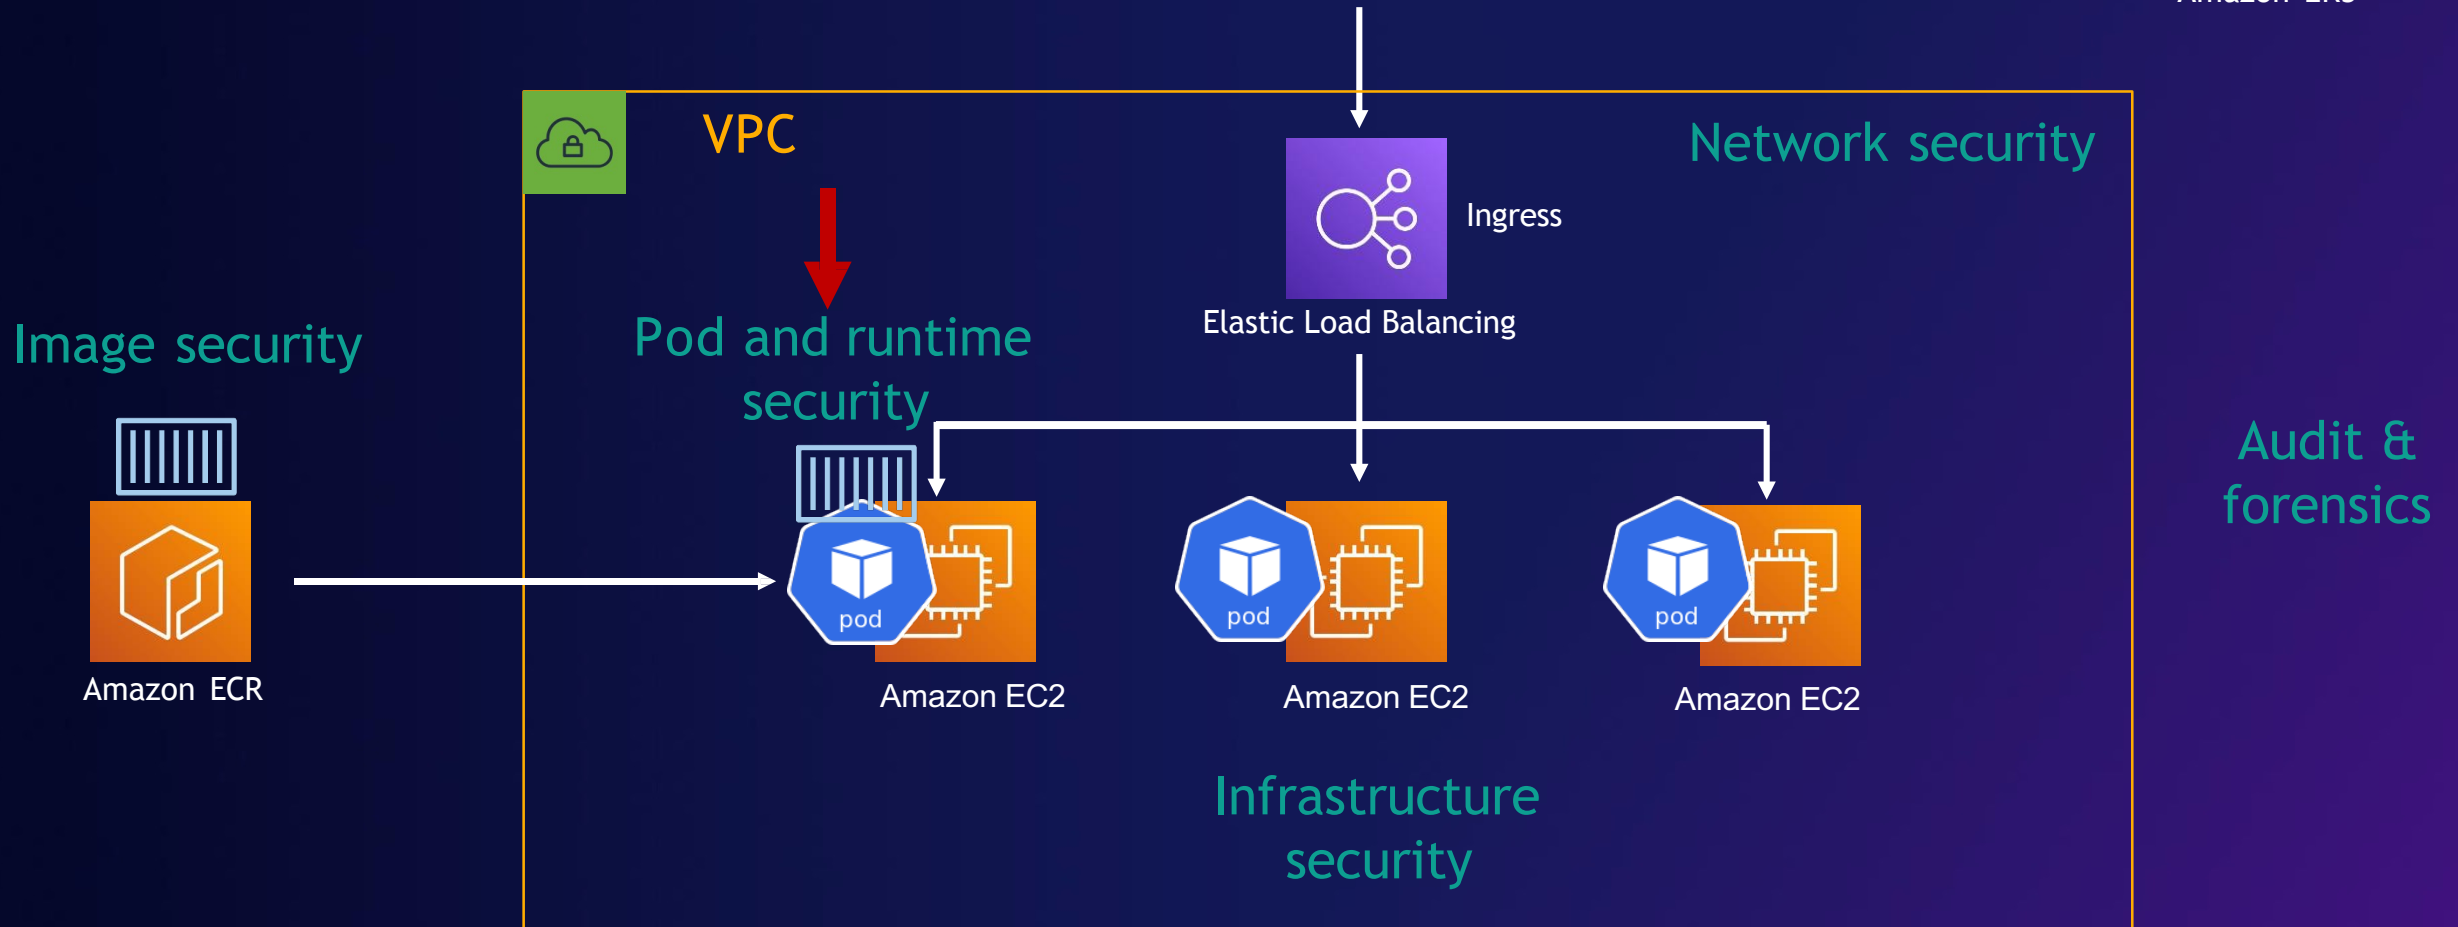 VPC
Network security
Ingress
Elastic Load Balancing
Image security
Pod and runtime
security
Audit &
forensics
pod
pod
pod
Amazon ECR
Amazon EC2
Amazon EC2
Amazon EC2
Infrastructure
security